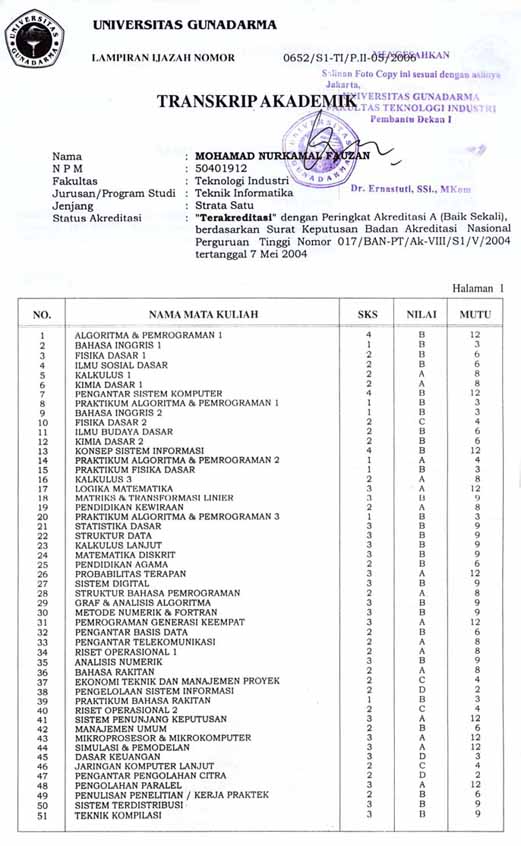 UNIVERSITAS GUNADARMA
UNIVERSITAS GUNADARMA
LAMPIRAN IJAZAH NOMOR 0652/S1-TI/P.II-05/2006
MENGESAHKAN
Salinan Foto Copy ini sesuai dengan aslinya
Jakarta,
UNIVERSITAS GUNADARMA
FAKULTAS TEKNOLOGI INDUSTRI
Pembantu Dekan I
TRANSKRIP AKADEMIK
Nama : MOHAMAD NURKAMAL FAUZAN
N P M : 50401912
Fakultas : Teknologi Industri
Jurusan/Program Studi : Teknik Informatika
Dr. Ernastuti, SSi., MKom
Jenjang : Strata Satu
Status Akreditasi : "Terakreditasi" dengan Peringkat Akreditasi A (Baik Sekali),
berdasarkan Surat Keputusan Badan Akreditasi Nasional
Perguruan Tinggi Nomor 017/BAN-PT/Ak-VIII/S1/V/2004
tertanggal 7 Mei 2004
Halaman 1
NO. NAMA MATA KULIAH SKS NILAI MUTU
1 ALGORITMA & PEMROGRAMAN 1 4 B 12
2 BAHASA INGGRIS 1 1 B 3
3 FISIKA DASAR 1 2 B 6
4 ILMU SOSIAL DASAR 2 B 6
5 KALKULUS 1 2 A 8
6 KIMIA DASAR 1 2 A 8
7 PENGANTAR SISTEM KOMPUTER 4 B 12
8 PRAKTIKUM ALGORITMA & PEMROGRAMAN 1 1 B 3
9 BAHASA INGGRIS 2 1 B 3
10 FISIKA DASAR 2 2 C 4
11 ILMU BUDAYA DASAR 2 B 6
12 KIMIA DASAR 2 2 B 6
13 KONSEP SISTEM INFORMASI 4 B 12
14 PRAKTIKUM ALGORITMA & PEMROGRAMAN 2 1 A 4
15 PRAKTIKUM FISIKA DASAR 1 B 3
16 KALKULUS 3 2 A 8
17 LOGIKA MATEMATIKA 3 A 12
18 MATRIKS & TRANSFORMASI LINIER 3 B 9
19 PENDIDIKAN KEWIRAAN 2 A 8
20 PRAKTIKUM ALGORITMA & PEMROGRAMAN 3 1 B 3
21 STATISTIKA DASAR 3 B 9
22 STRUKTUR DATA 3 B 9
23 KALKULUS LANJUT 3 B 9
24 MATEMATIKA DISKRIT 3 B 9
25 PENDIDIKAN AGAMA 2 B 6
26 PROBABILITAS TERAPAN 3 A 12
27 SISTEM DIGITAL 3 B 9
28 STRUKTUR BAHASA PEMROGRAMAN 2 A 8
29 GRAF & ANALISIS ALGORITMA 3 B 9
30 METODE NUMERIK & FORTRAN 3 B 9
31 PEMROGRAMAN GENERASI KEEMPAT 3 A 12
32 PENGANTAR BASIS DATA 2 B 6
33 PENGANTAR TELEKOMUNIKASI 2 A 8
34 RISET OPERASIONAL 1 2 A 8
35 ANALISIS NUMERIK 3 B 9
36 BAHASA RAKITAN 2 A 8
37 EKONOMI TEKNIK DAN MANAJEMEN PROYEK 2 C 4
38 PENGELOLAAN SISTEM INFORMASI 2 D 2
39 PRAKTIKUM BAHASA RAKITAN 1 B 3
40 RISET OPERASIONAL 2 2 C 4
41 SISTEM PENUNJANG KEPUTUSAN 3 A 12
42 MANAJEMEN UMUM 2 B 6
43 MIKROPROSESOR & MIKROKOMPUTER 3 A 12
44 SIMULASI & PEMODELAN 3 A 12
45 DASAR KEUANGAN 3 D 3
46 JARINGAN KOMPUTER LANJUT 2 C 4
47 PENGANTAR PENGOLAHAN CITRA 2 D 2
48 PENGOLAHAN PARALEL 3 A 12
49 PENULISAN PENELITIAN / KERJA PRAKTEK 2 B 6
50 SISTEM TERDISTRIBUSI 3 B 9
51 TEKNIK KOMPILASI 3 B 9